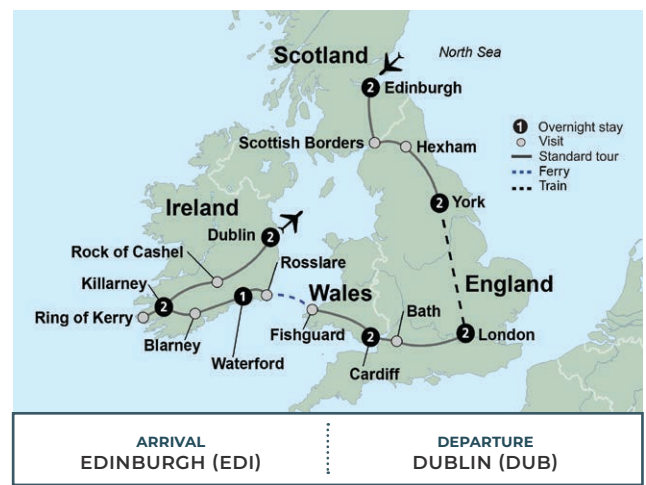 Scotland
North Sea
2 Edinburgh
1 Overnight stay
Visit
Standard tour
Ferry
Train
Scottish Borders
Hexham
2 York
Ireland
Dublin 2
Rock of Cashel
Rosslare
Killarney
2
1
Wales
England
Ring of Kerry
Blarney
Waterford
Fishguard
2
Bath
2 London
Cardiff
ARRIVAL
EDINBURGH (EDI)
DEPARTURE
DUBLIN (DUB)